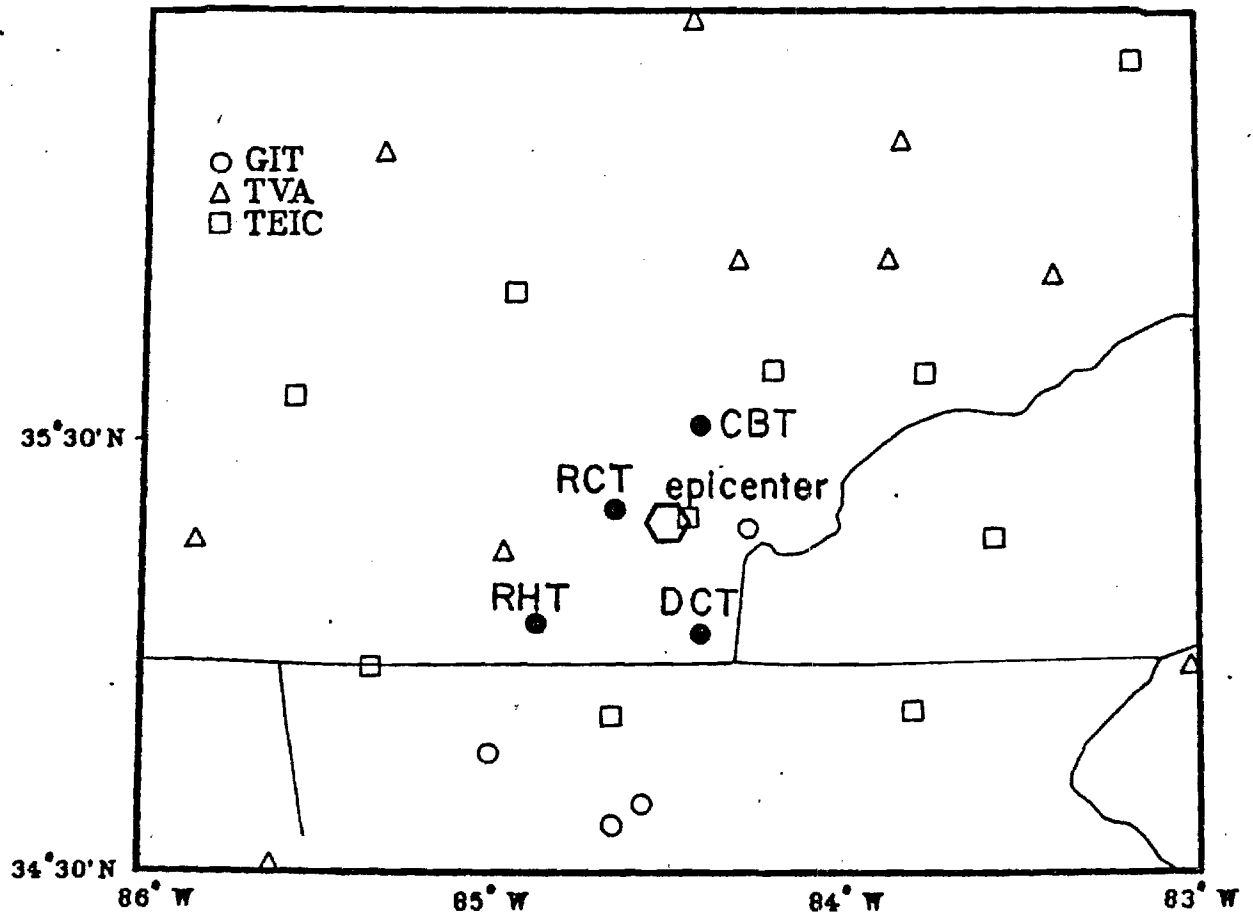 GIT
TVA
TEIC
35°30'N
CBT
RCT
epicenter
RHT
DCT
34°30'N
86° W
85° W
84° W
83° W